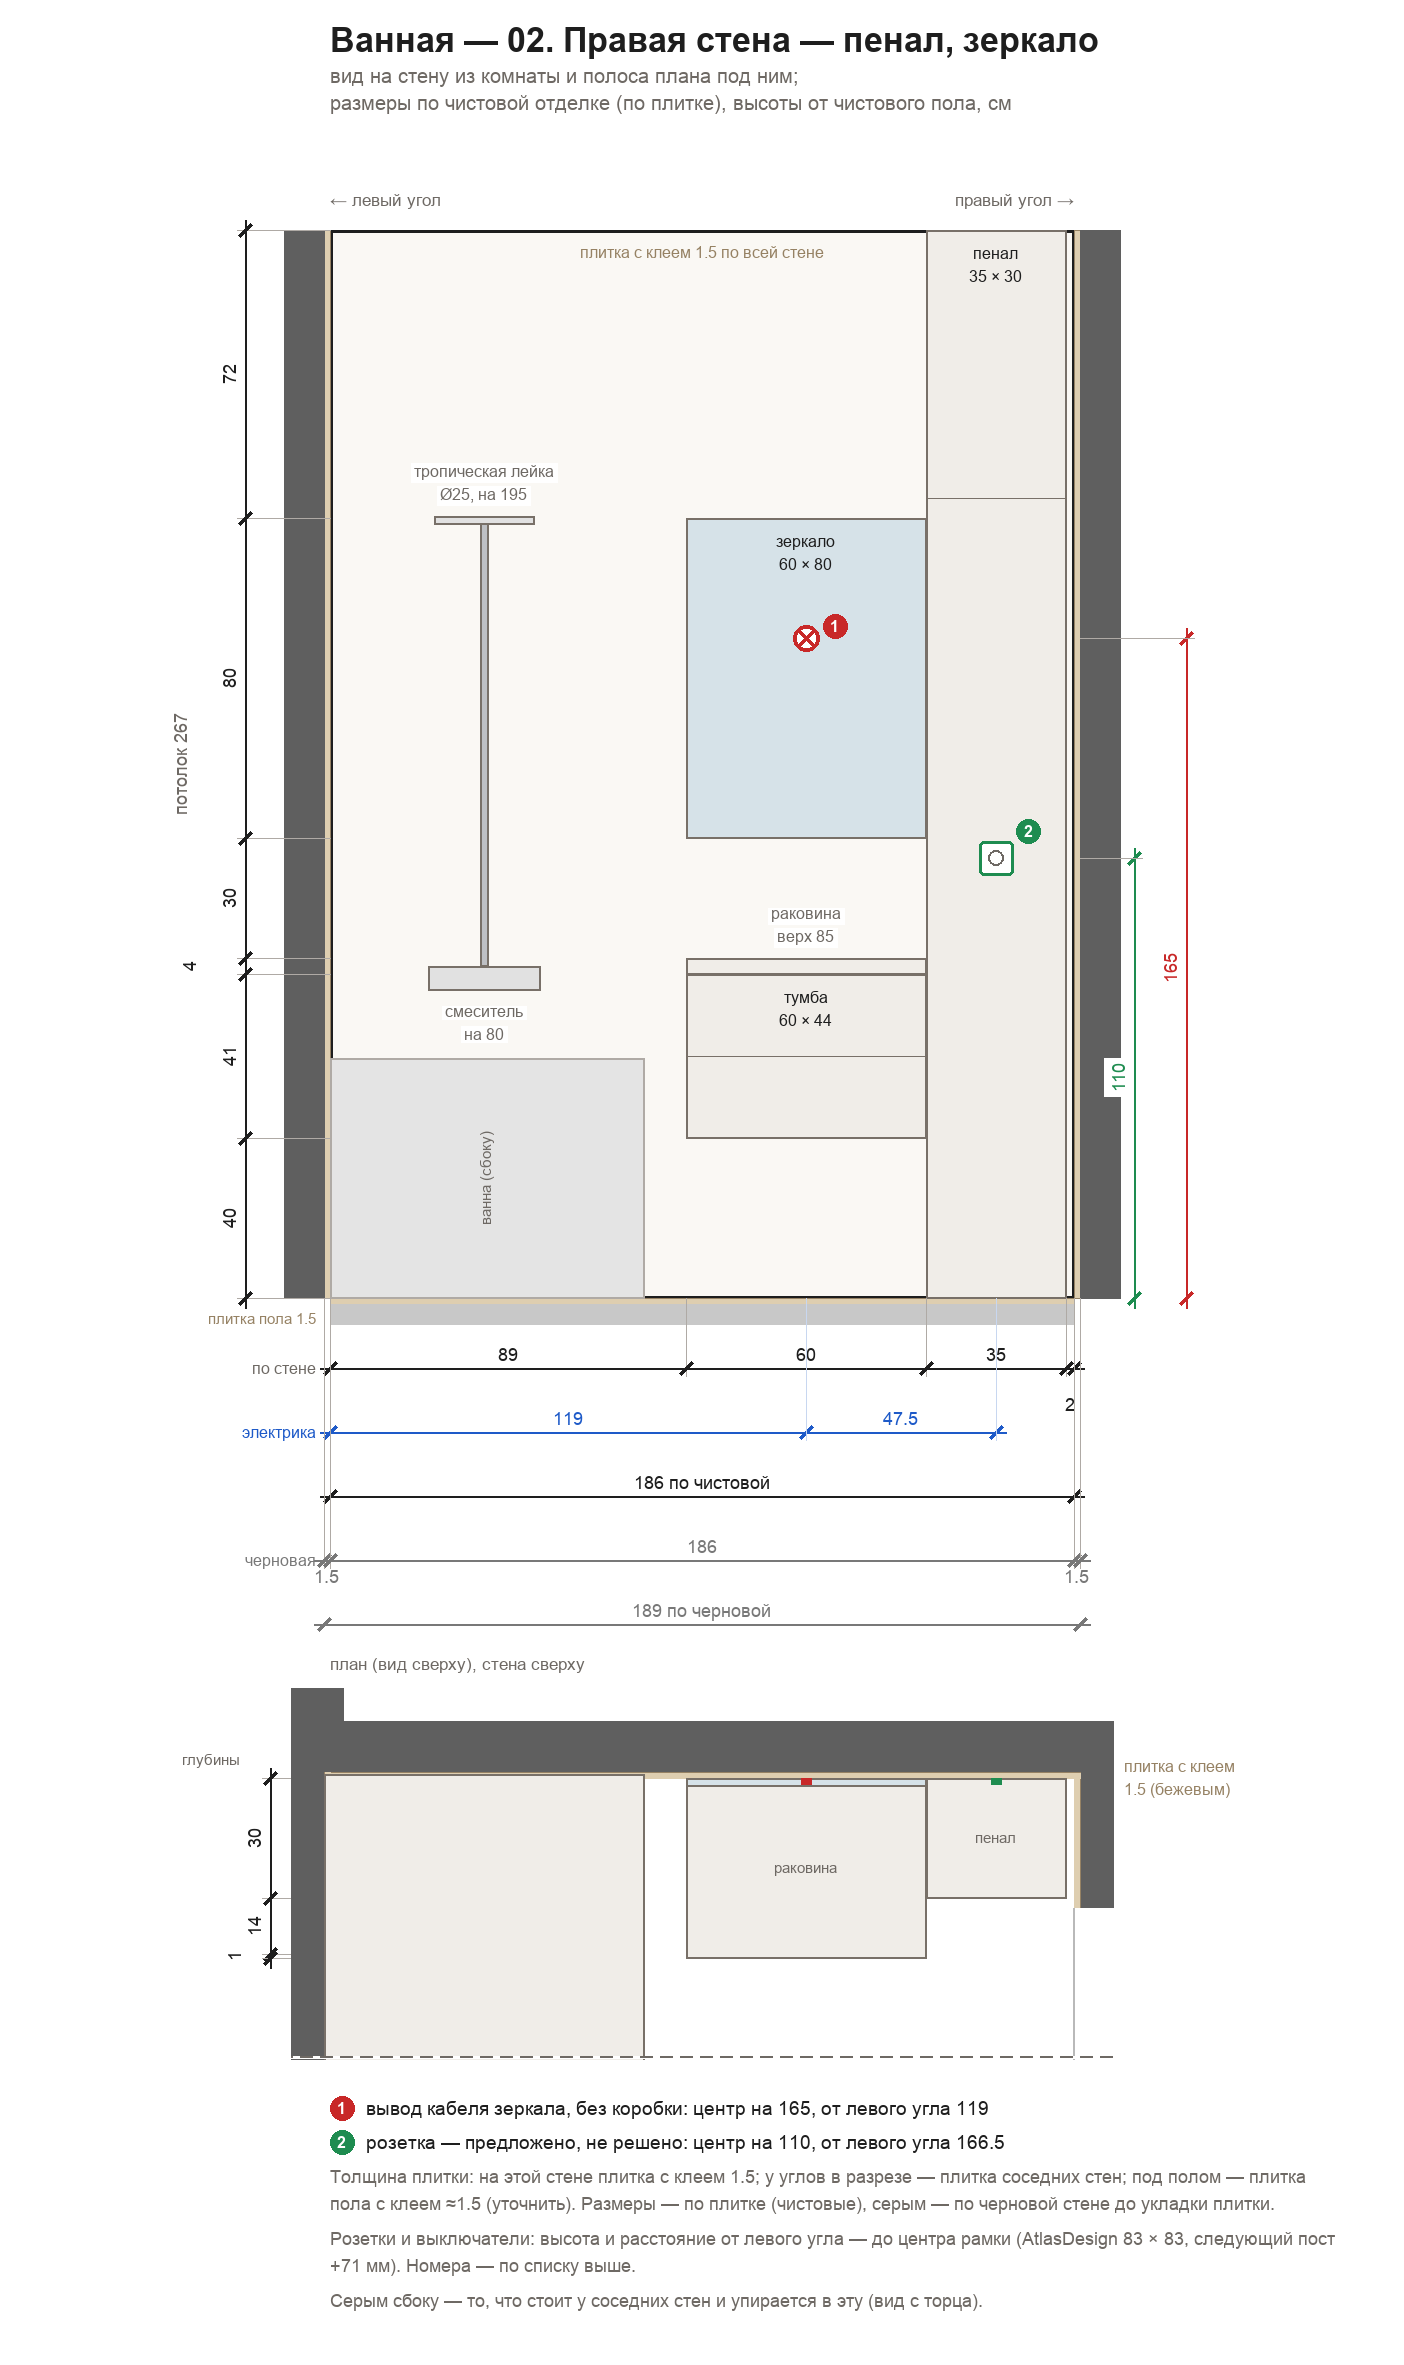 Ванная — 02. Правая стена — пенал, зеркало
вид на стену из комнаты и полоса плана под ним;
размеры по чистовой отделке (по плитке), высоты от чистового пола, см
← левый угол
правый угол →
плитка с клеем 1.5 по всей стене
пенал
35 × 30
72
тропическая лейка
Ø25, на 195
зеркало
60 × 80
1
80
потолок 267
2
30
раковина
верх 85
4
165
тумба
60 × 44
смеситель
на 80
41
110
ванна (сбоку)
40
плитка пола 1.5
по стене
89
60
35
2
электрика
119
47.5
186 по чистовой
черновая
186
1.5
1.5
189 по черновой
план (вид сверху), стена сверху
глубины
плитка с клеем
1.5 (бежевым)
30
пенал
раковина
14
1
1 вывод кабеля зеркала, без коробки: центр на 165, от левого угла 119
2 розетка — предложено, не решено: центр на 110, от левого угла 166.5
Толщина плитки: на этой стене плитка с клеем 1.5; у углов в разрезе — плитка соседних стен; под полом — плитка
пола с клеем ≈1.5 (уточнить). Размеры — по плитке (чистовые), серым — по черновой стене до укладки плитки.
Розетки и выключатели: высота и расстояние от левого угла — до центра рамки (AtlasDesign 83 × 83, следующий пост
+71 мм). Номера — по списку выше.
Серым сбоку — то, что стоит у соседних стен и упирается в эту (вид с торца).